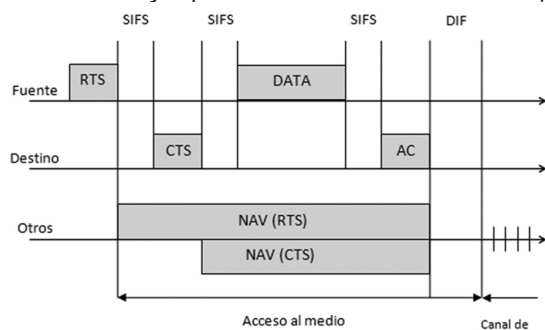 SIFS SIFS SIFS DIF
RTS DATA
Fuente
CTS AC
Destino
NAV (RTS)
Otros
NAV (CTS)
Acceso al medio Canal de